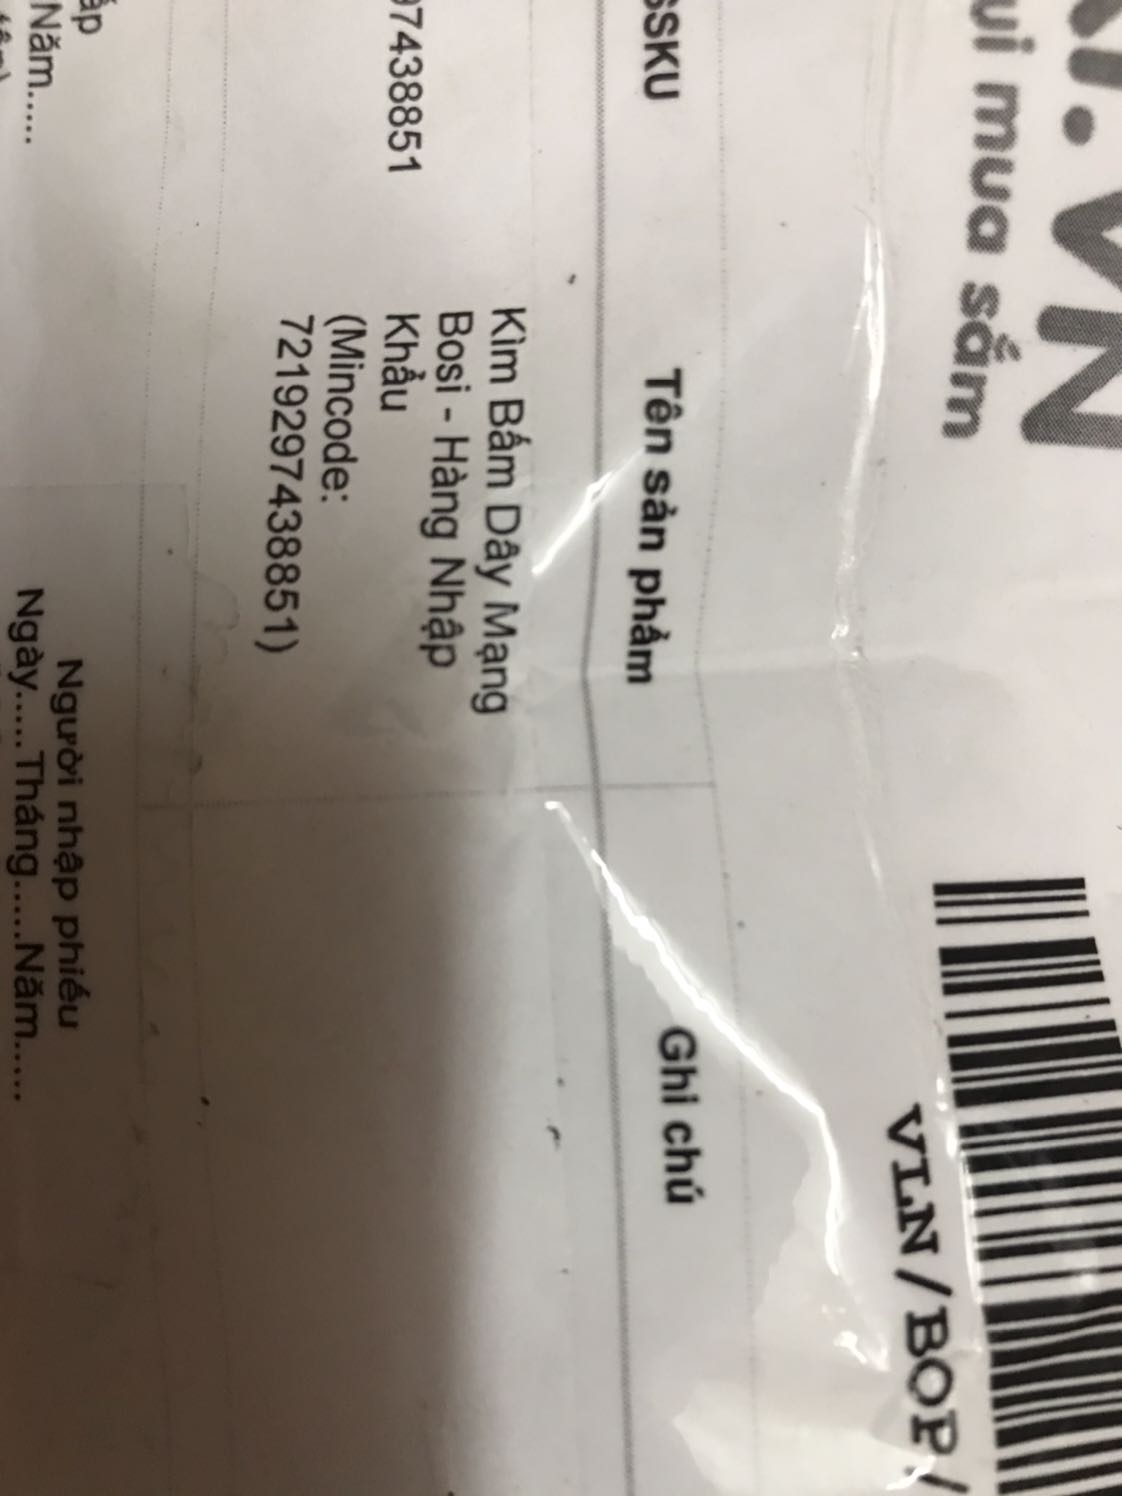 .VN
mua sắm
VLN/BOP/
SKU
Tên sản phẩm
Ghi chú
97438851
Kìm Bấm Dây Mạng
Bosi - Hàng Nhập
Khẩu
(Mincode:
7219297438851)
Người nhập phiếu
Năm.....
Ngày.....Tháng.....Năm.....